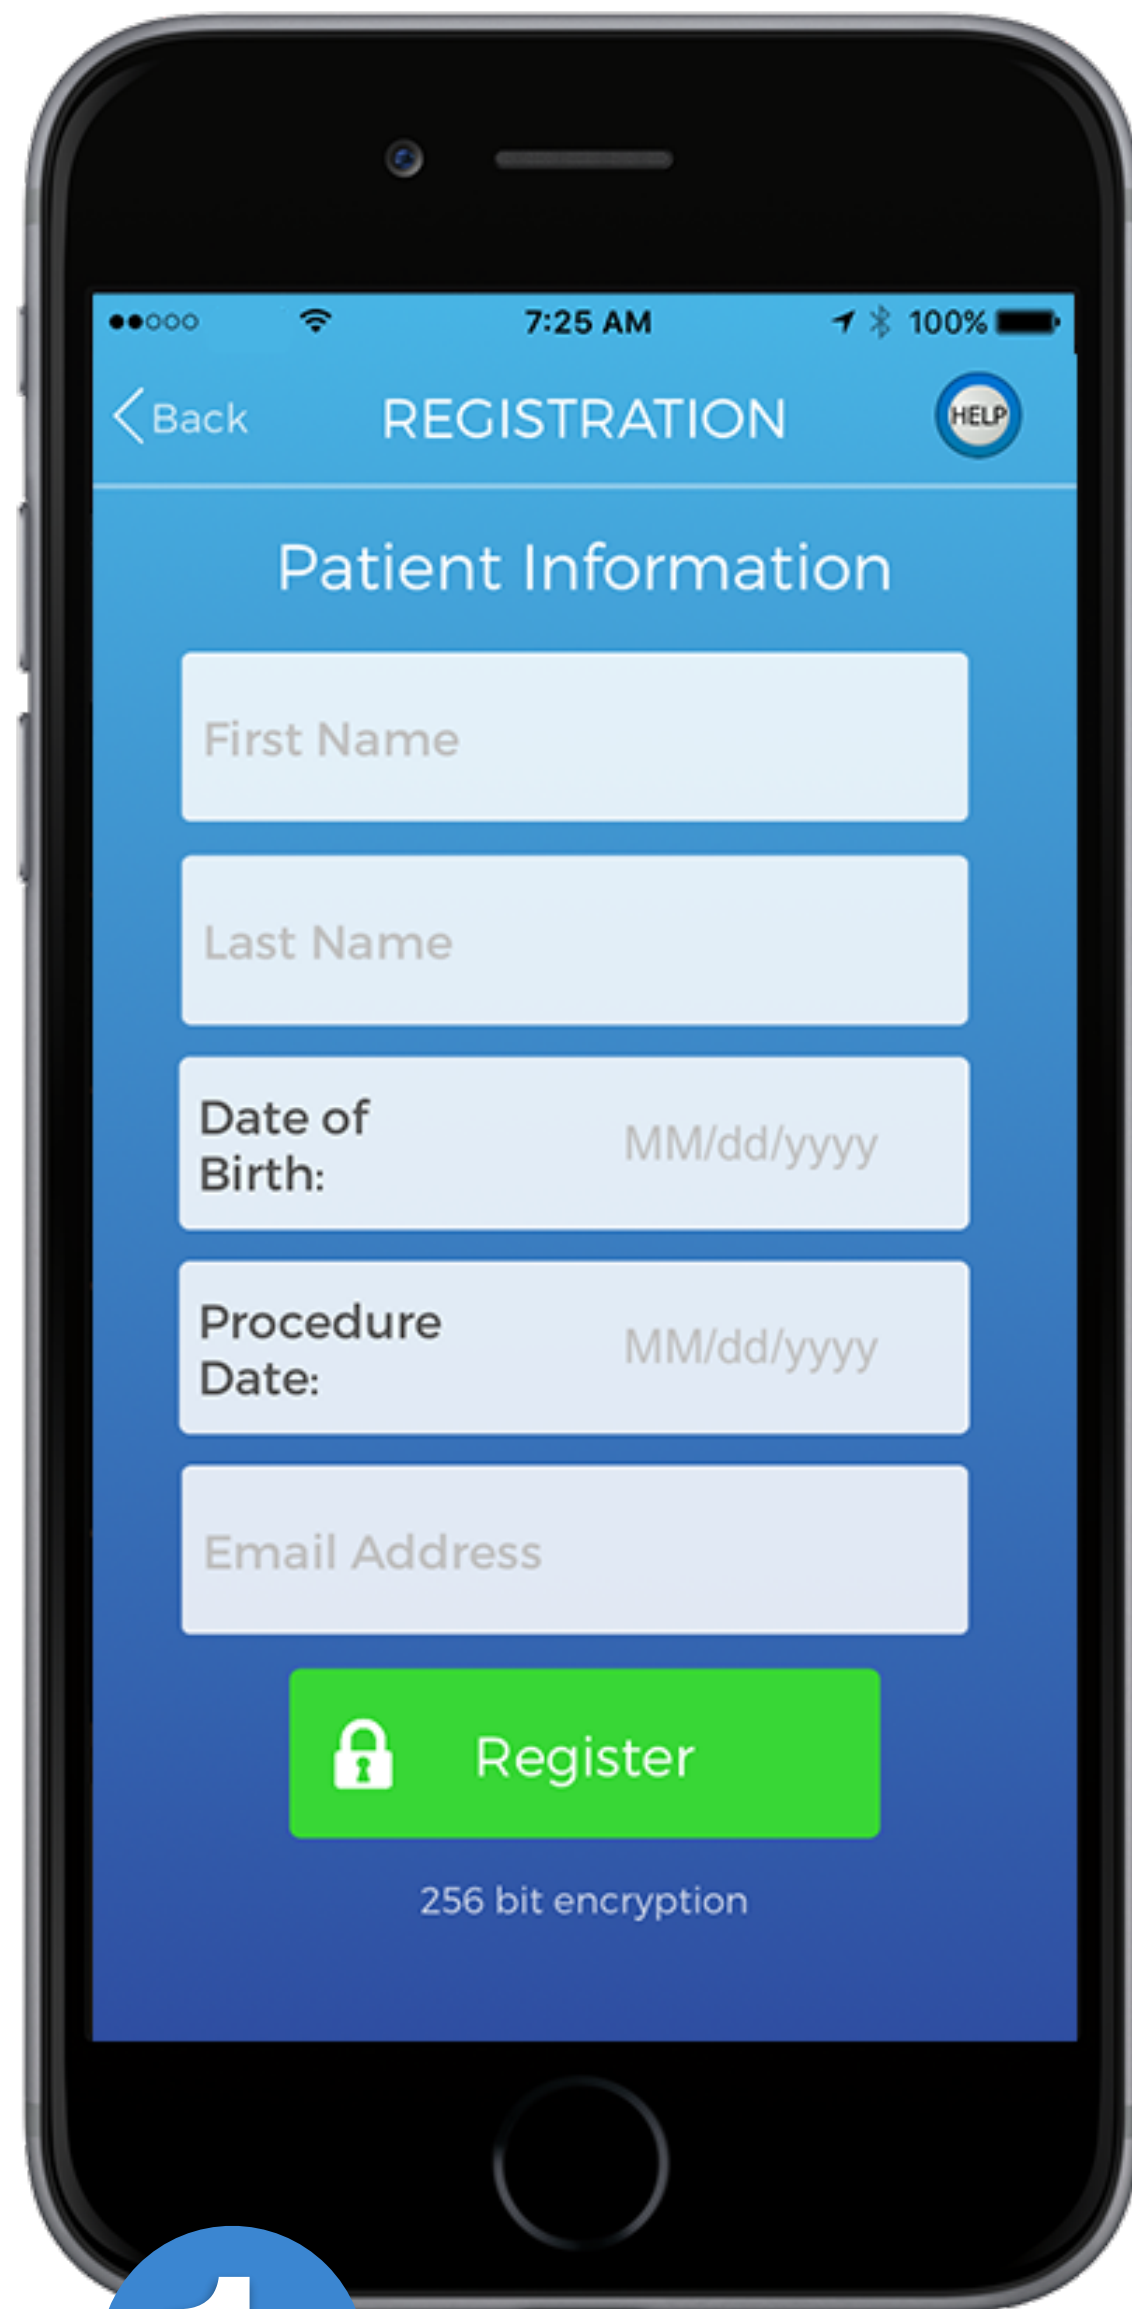 7:25 AM 100%
Back REGISTRATION HELP
Patient Information
First Name
Last Name
Date of
Birth:
MM/dd/yyyy
Procedure
Date:
MM/dd/yyyy
Email Address
Register
256 bit encryption
1